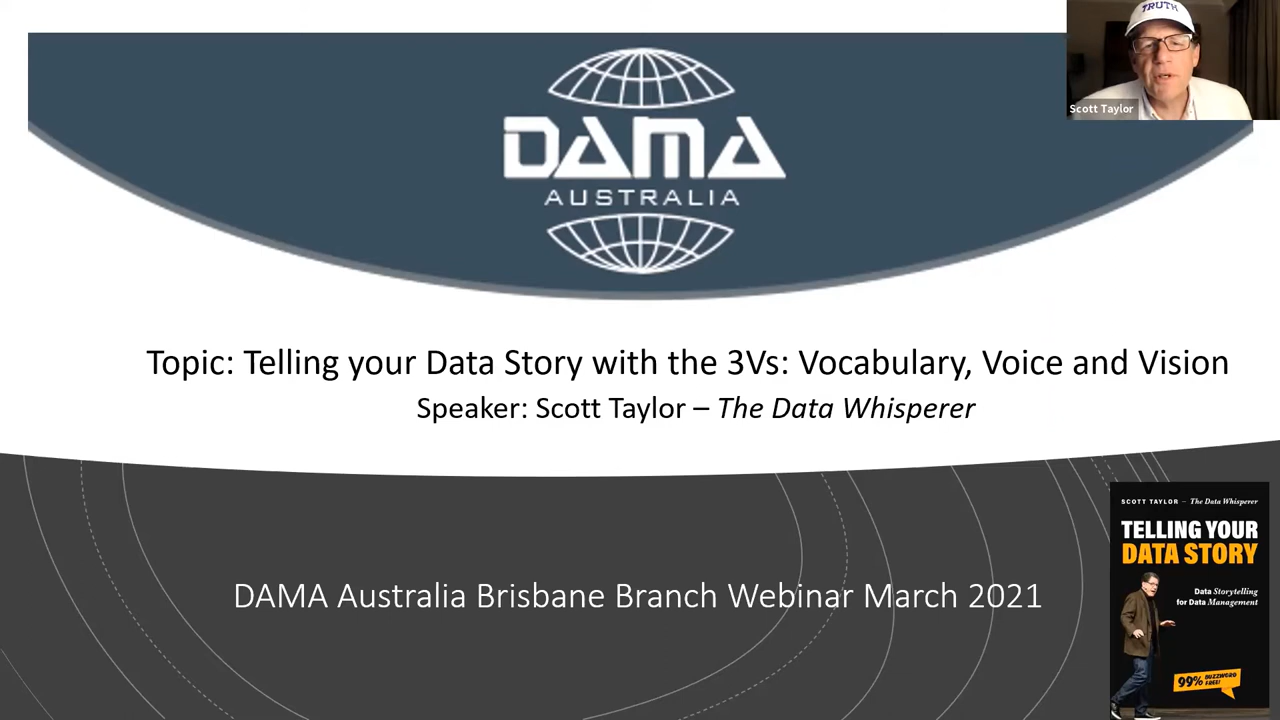 TRUTH
Scott Taylor
DAMA
AUSTRALIA
Topic: Telling your Data Story with the 3Vs: Vocabulary, Voice and Vision
Speaker: Scott Taylor – The Data Whisperer
DAMA Australia Brisbane Branch Webinar March 2021
SCOTT TAYLOR – The Data Whisperer
TELLING YOUR
DATA STORY
Data Storytelling
for Data Management
99% BUZZWORD
FREE!